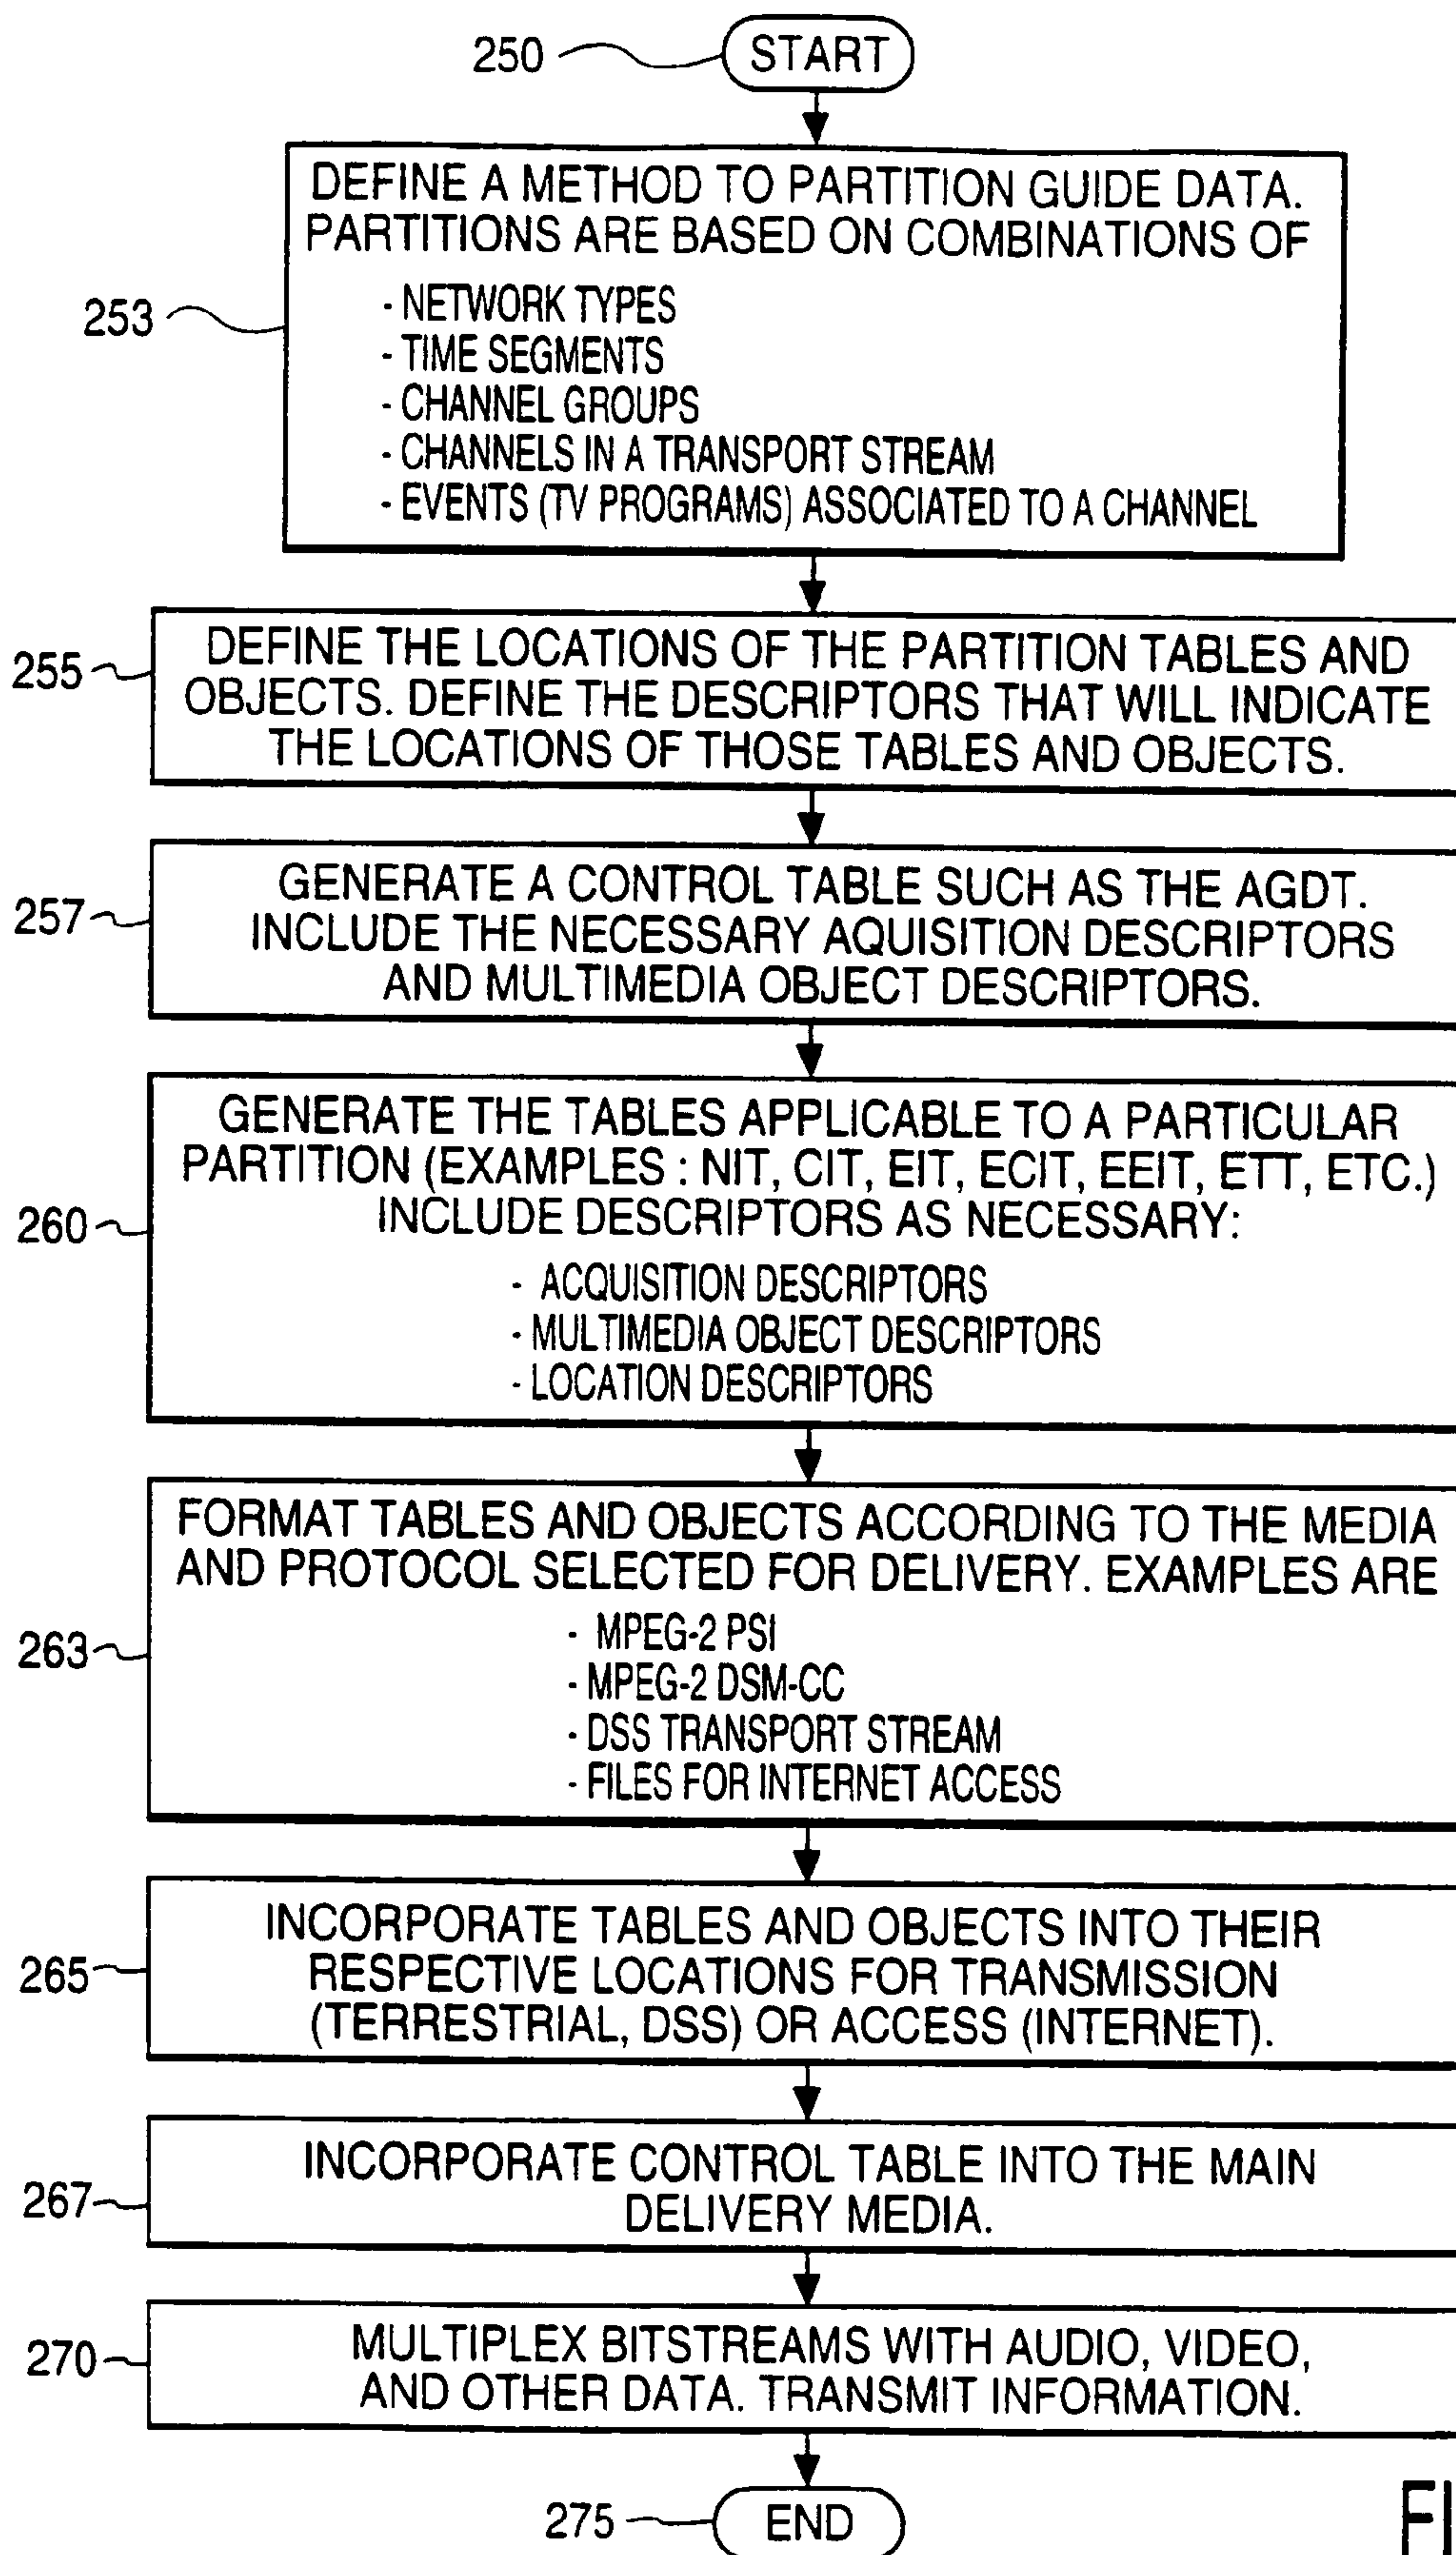 250
START
DEFINE A METHOD TO PARTITION GUIDE DATA.
PARTITIONS ARE BASED ON COMBINATIONS OF
- NETWORK TYPES
253
- TIME SEGMENTS
- CHANNEL GROUPS
- CHANNELS IN A TRANSPORT STREAM
- EVENTS (TV PROGRAMS) ASSOCIATED TO A CHANNEL
DEFINE THE LOCATIONS OF THE PARTITION TABLES AND
255
OBJECTS. DEFINE THE DESCRIPTORS THAT WILL INDICATE
THE LOCATIONS OF THOSE TABLES AND OBJECTS.
GENERATE A CONTROL TABLE SUCH AS THE AGDT.
257
INCLUDE THE NECESSARY AQUISITION DESCRIPTORS
AND MULTIMEDIA OBJECT DESCRIPTORS.
GENERATE THE TABLES APPLICABLE TO A PARTICULAR
PARTITION (EXAMPLES : NIT, CIT, EIT, ECIT, EEIT, ETT, ETC.)
260
INCLUDE DESCRIPTORS AS NECESSARY:
- ACQUISITION DESCRIPTORS
- MULTIMEDIA OBJECT DESCRIPTORS
- LOCATION DESCRIPTORS
FORMAT TABLES AND OBJECTS ACCORDING TO THE MEDIA
AND PROTOCOL SELECTED FOR DELIVERY. EXAMPLES ARE
263
- MPEG-2 PSI
- MPEG-2 DSM-CC
- DSS TRANSPORT STREAM
- FILES FOR INTERNET ACCESS
INCORPORATE TABLES AND OBJECTS INTO THEIR
265
RESPECTIVE LOCATIONS FOR TRANSMISSION
(TERRESTRIAL, DSS) OR ACCESS (INTERNET).
INCORPORATE CONTROL TABLE INTO THE MAIN
267
DELIVERY MEDIA.
270
MULTIPLEX BITSTREAMS WITH AUDIO, VIDEO,
AND OTHER DATA. TRANSMIT INFORMATION.
275
END